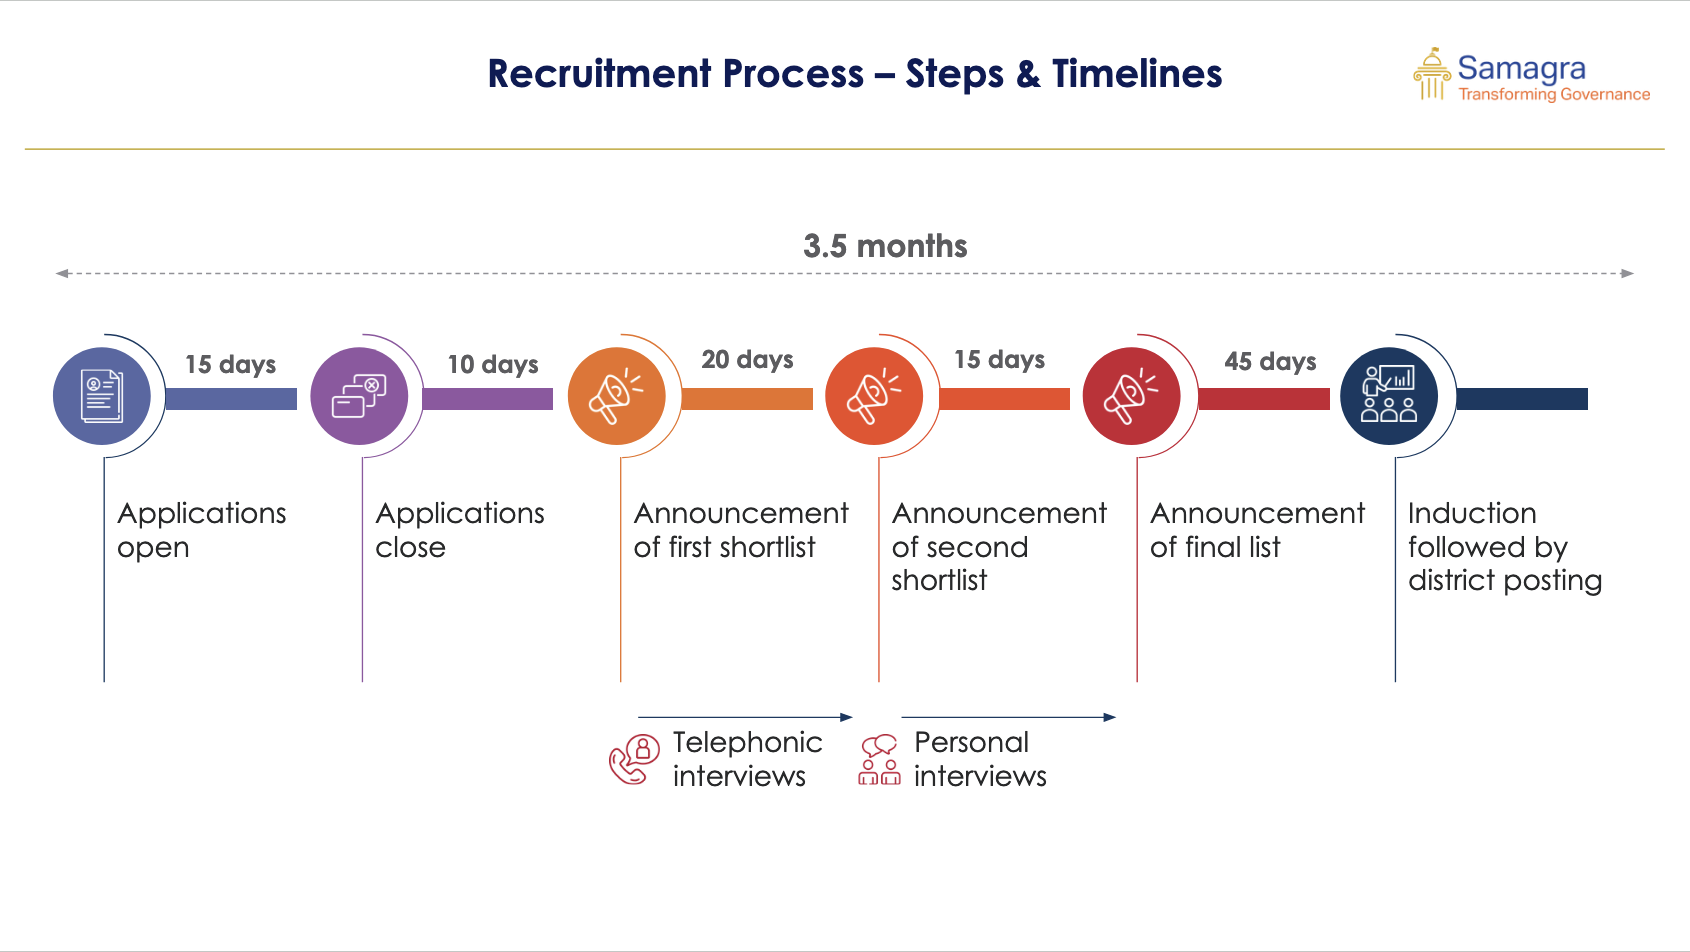 Recruitment Process – Steps & Timelines
Samagra
Transforming Governance
3.5 months
15 days
10 days
20 days
15 days
45 days
Applications
open
Applications
close
Announcement
of first shortlist
Announcement
of second
shortlist
Announcement
of final list
Induction
followed by
district posting
Telephonic
interviews
Personal
interviews